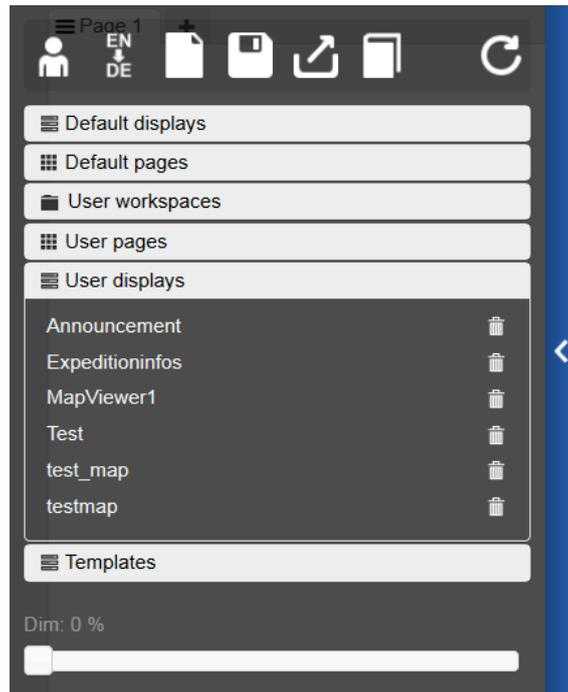 Page 1
EN
DE
Default displays
Default pages
User workspaces
User pages
User displays
Announcement
Expeditioninfos
MapViewer1
Test
test_map
testmap
Templates
Dim: 0 %